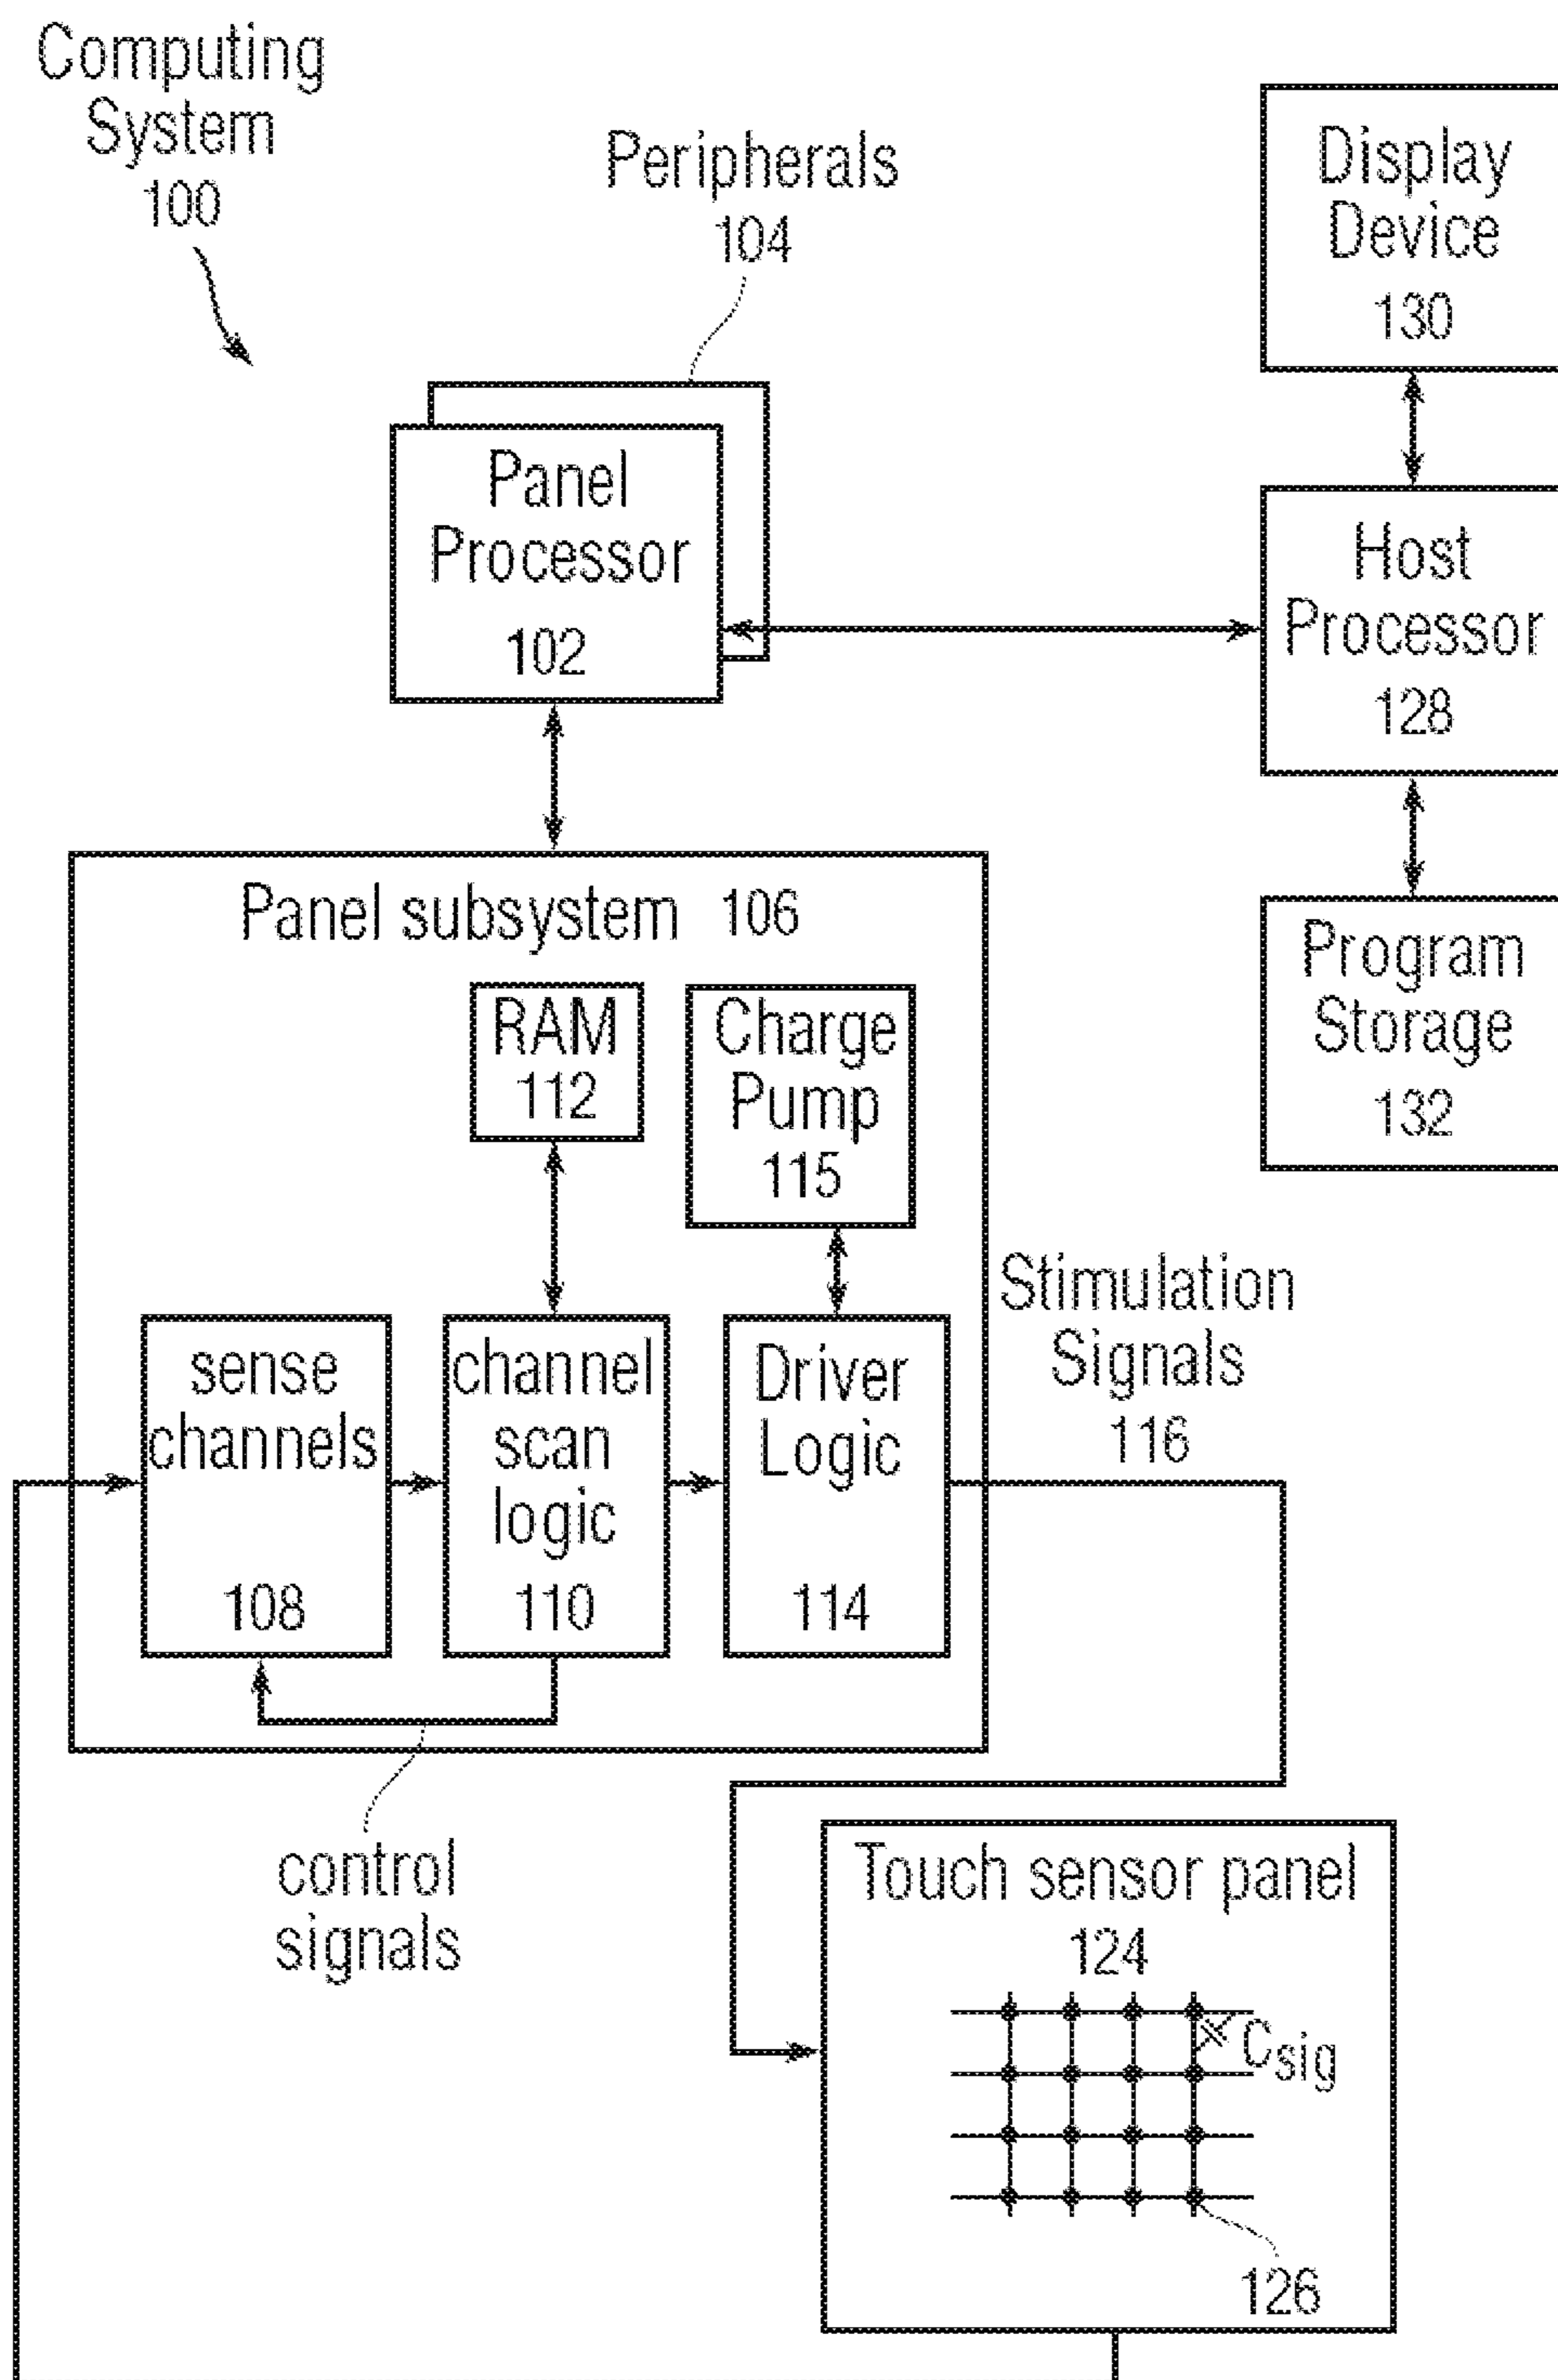 Computing
System
100
Peripherals
104
Display
Device
130
Panel
Processor
102
Host
Processor
128
Program
Storage
132
Panel subsystem 106
RAM
112
Charge
Pump
115
sense
channels
108
channel
scan
logic
110
Driver
Logic
114
Stimulation
Signals
116
control
signals
Touch sensor panel
124
Csig
126